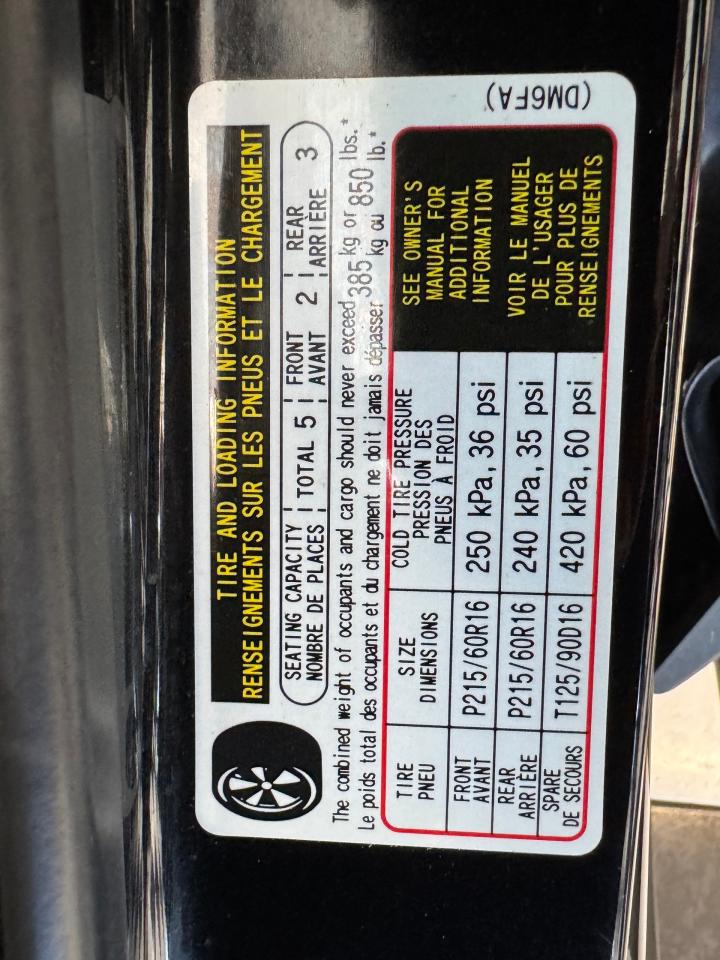 TIRE AND LOADING INFORMATION
RENSEIGNEMENTS SUR LES PNEUS ET LE CHARGEMENT
SEATING CAPACITY | TOTAL 5 | FRONT 2 | REAR 3
NOMBRE DE PLACES | AVANT | ARRIÈRE
The combined weight of occupants and cargo should never exceed 385 kg or 850 lbs.*
Le poids total des occupants et du chargement ne doit jamais dépasser 385 kg ou 850 lb.*
TIRE SIZE COLD TIRE PRESSURE
PNEU DIMENSIONS PRESSION DES
PNEUS À FROID
FRONT P215/60R16 250 kPa, 36 psi
AVANT
REAR P215/60R16 240 kPa, 35 psi
ARRIÈRE
SPARE T125/90D16 420 kPa, 60 psi
DE SECOURS
SEE OWNER'S
MANUAL FOR
ADDITIONAL
INFORMATION
VOIR LE MANUEL
DE L'USAGER
POUR PLUS DE
RENSEIGNEMENTS
(DM6FA)